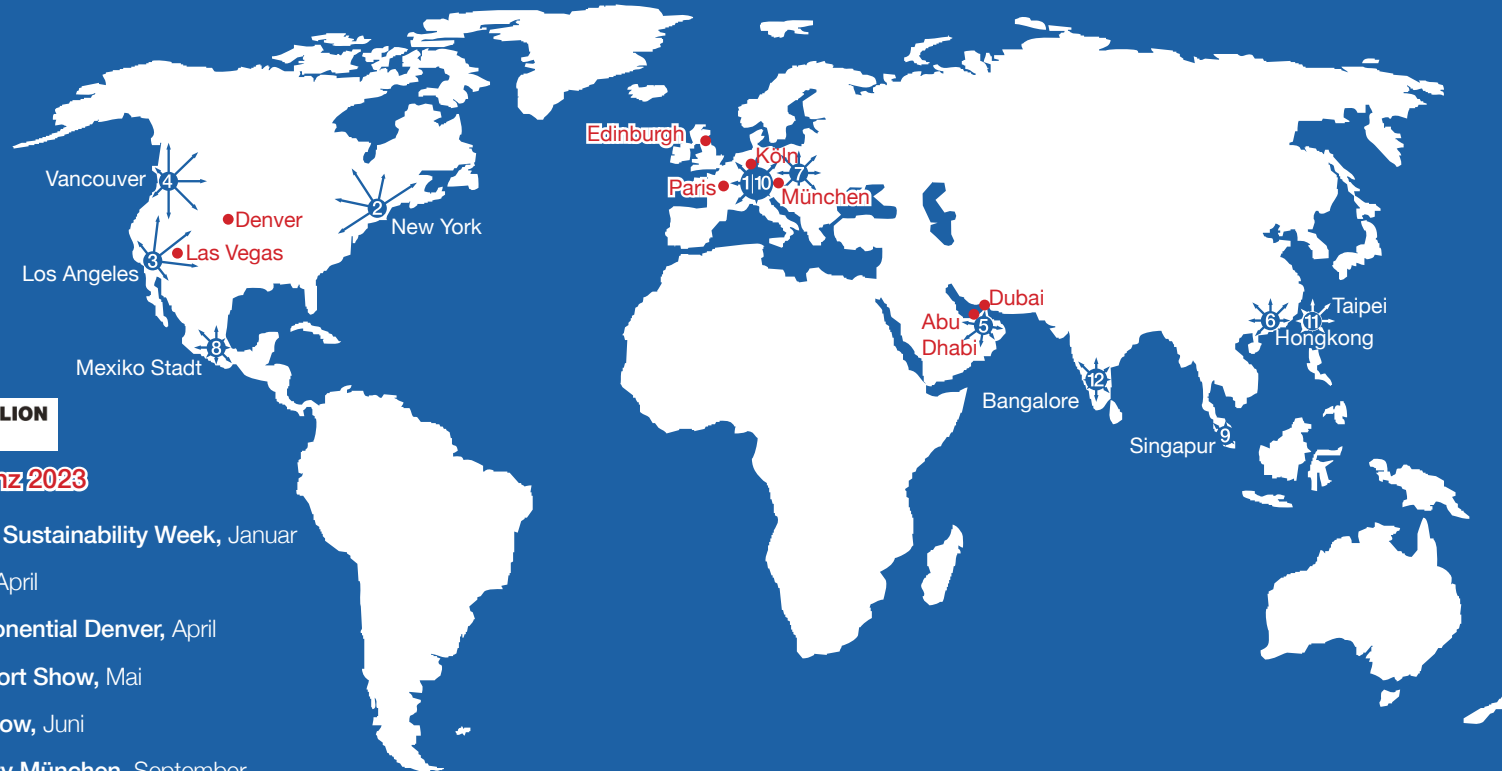 Edinburgh
Köln
1|10
7
Paris
München
Vancouver
4
2
New York
Denver
Las Vegas
3
Los Angeles
8
Mexiko Stadt
Dubai
Abu
Dhabi
5
6
Hongkong
11
Taipei
12
Bangalore
9
Singapur
LION
nz 2023
Sustainability Week, Januar
April
onential Denver, April
ort Show, Mai
ow, Juni
y München, September